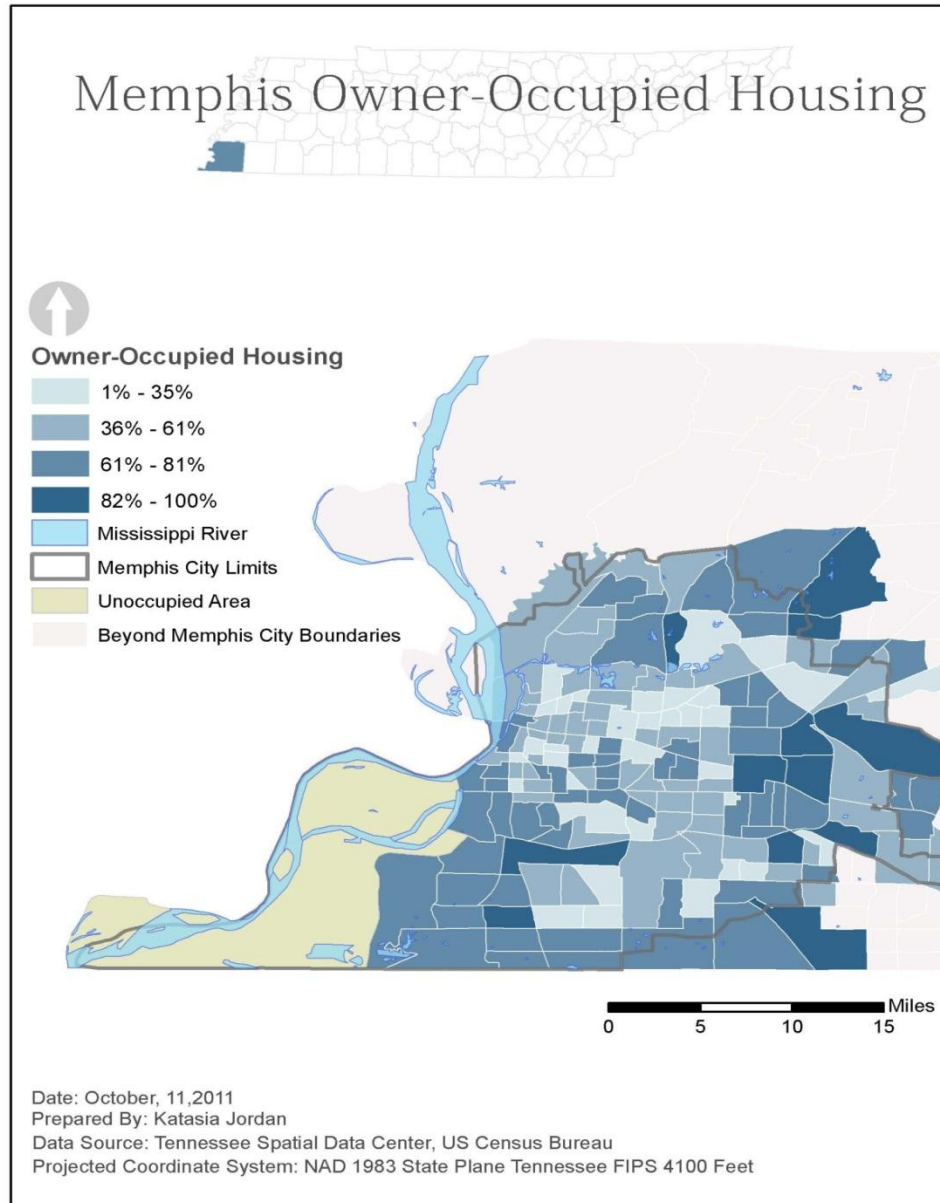 Memphis Owner-Occupied Housing
Owner-Occupied Housing
1% - 35%
36% - 61%
61% - 81%
82% - 100%
Mississippi River
Memphis City Limits
Unoccupied Area
Beyond Memphis City Boundaries
Miles
0 5 10 15
Date: October, 11,2011
Prepared By: Katasia Jordan
Data Source: Tennessee Spatial Data Center, US Census Bureau
Projected Coordinate System: NAD 1983 State Plane Tennessee FIPS 4100 Feet